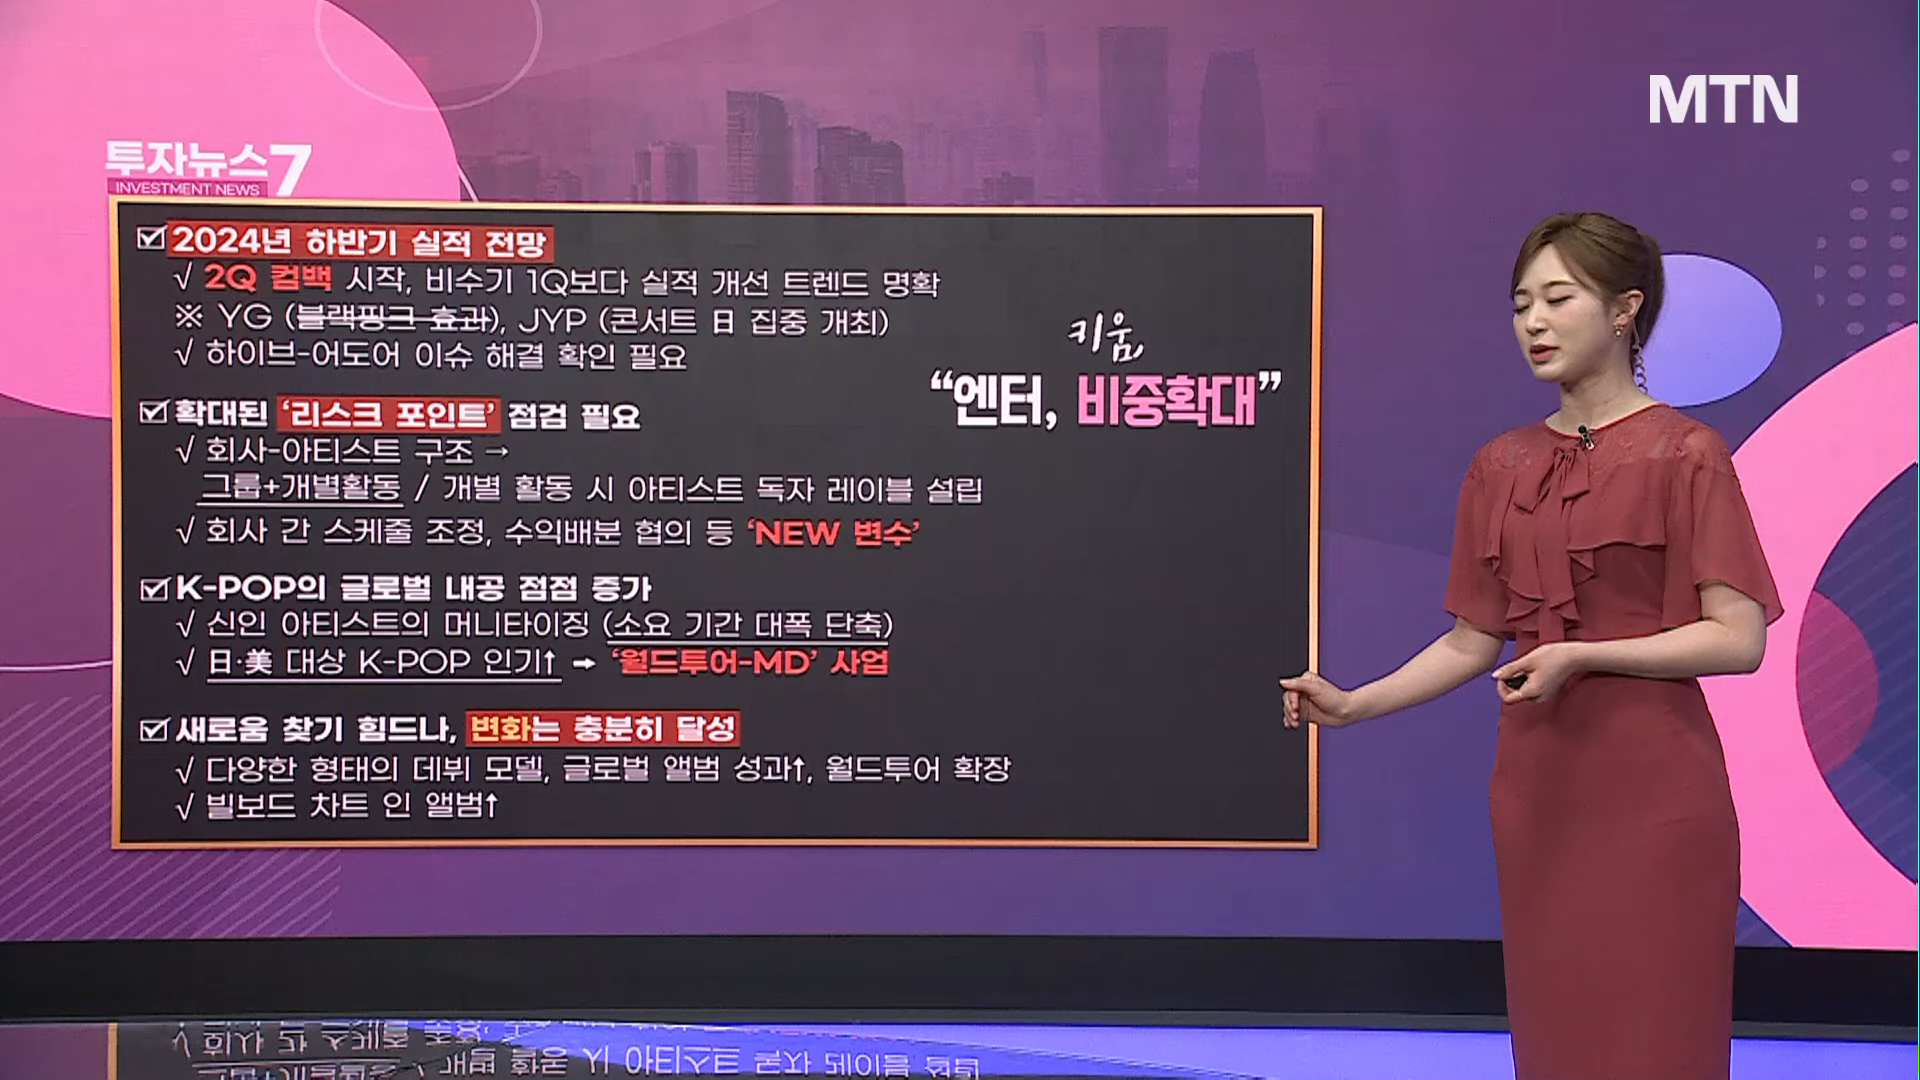 MTN
투자뉴스7
INVESTMENT NEWS
☑ 2024년 하반기 실적 전망
√ 2Q 컴백 시작, 비수기 1Q보다 실적 개선 트렌드 명확
※ YG (블랙핑크 효과), JYP (콘서트 日 집중 개최)
√ 하이브-어도어 이슈 해결 확인 필요
키움,
“엔터, 비중확대”
☑ 확대된 ‘리스크 포인트’ 점검 필요
√ 회사-아티스트 구조 →
그룹+개별활동 / 개별 활동 시 아티스트 독자 레이블 설립
√ 회사 간 스케줄 조정, 수익배분 협의 등 ‘NEW 변수’
☑ K-POP의 글로벌 내공 점점 증가
√ 신인 아티스트의 머니타이징 (소요 기간 대폭 단축)
√ 日·美 대상 K-POP 인기↑ ➡ ‘월드투어-MD’ 사업
☑ 새로움 찾기 힘드나, 변화는 충분히 달성
√ 다양한 형태의 데뷔 모델, 글로벌 앨범 성과↑, 월드투어 확장
√ 빌보드 차트 인 앨범↑